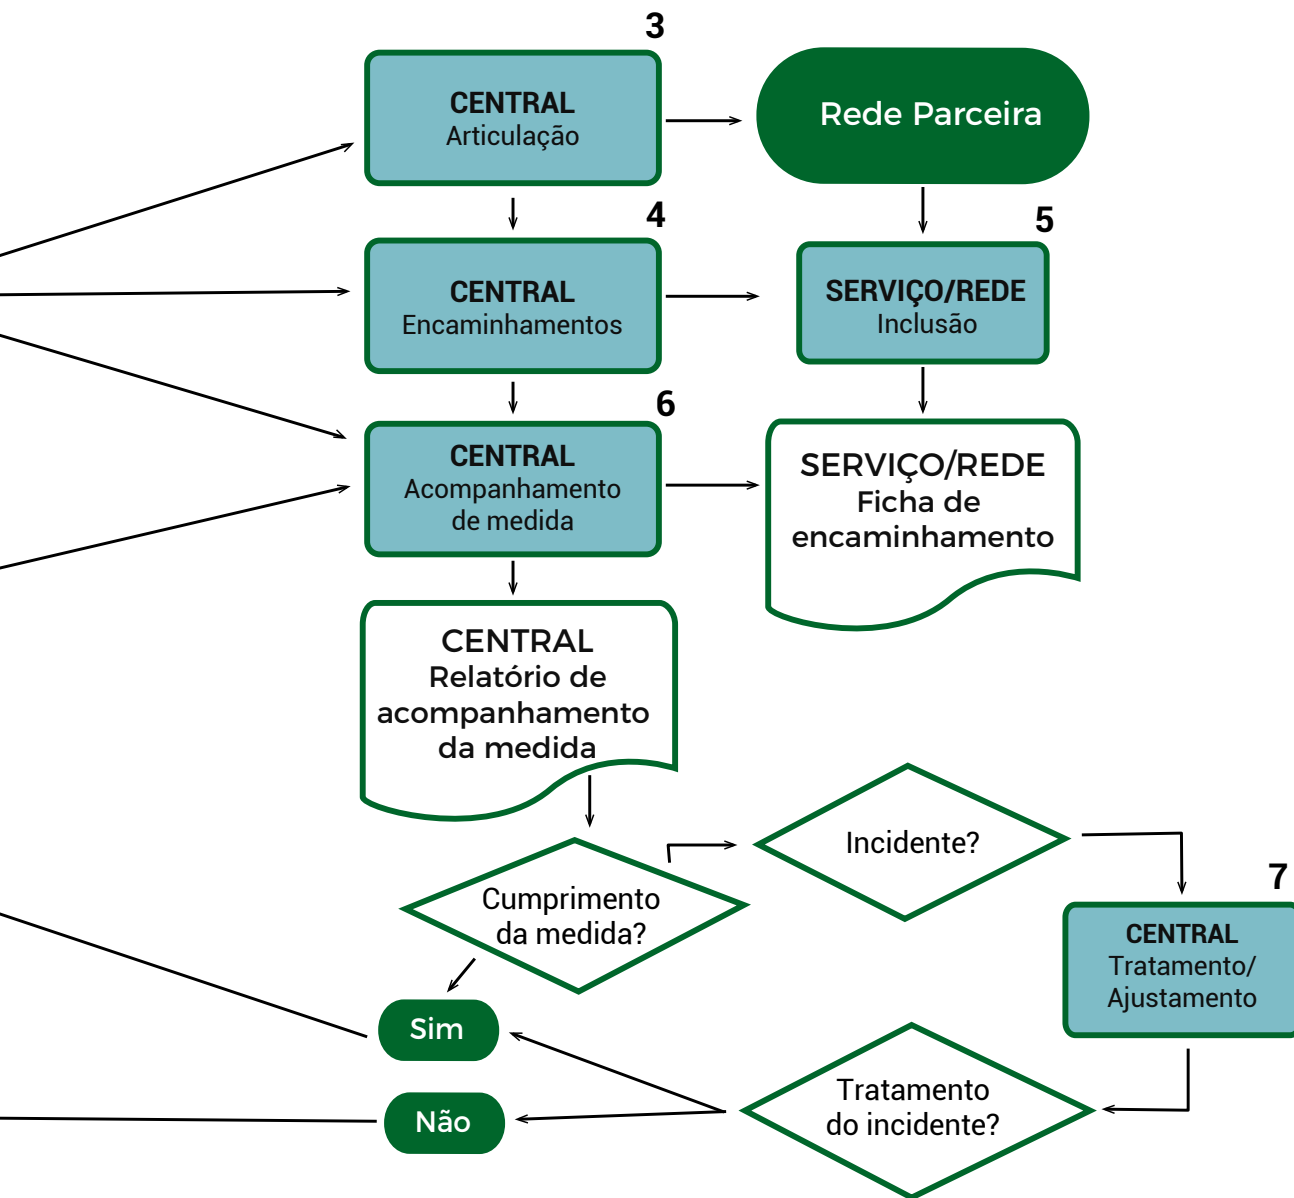 3
CENTRAL
Articulação
Rede Parceira
4
CENTRAL
Encaminhamentos
5
SERVIÇO/REDE
Inclusão
6
CENTRAL
Acompanhamento
de medida
SERVIÇO/REDE
Ficha de
encaminhamento
CENTRAL
Relatório de
acompanhamento
da medida
Cumprimento
da medida?
Incidente?
7
CENTRAL
Tratamento/
Ajustamento
Sim
Não
Tratamento
do incidente?